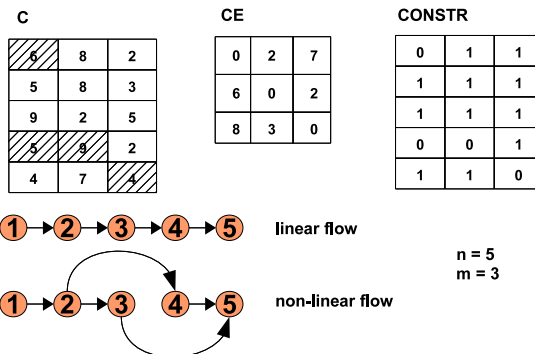 C
CE
CONSTR
6 8 2
5 8 3
9 2 5
5 9 2
4 7 4
0 2 7
6 0 2
8 3 0
0 1 1
1 1 1
1 1 1
0 0 1
1 1 0
1 2 3 4 5
linear flow
1 2 3 4 5
non-linear flow
n = 5
m = 3